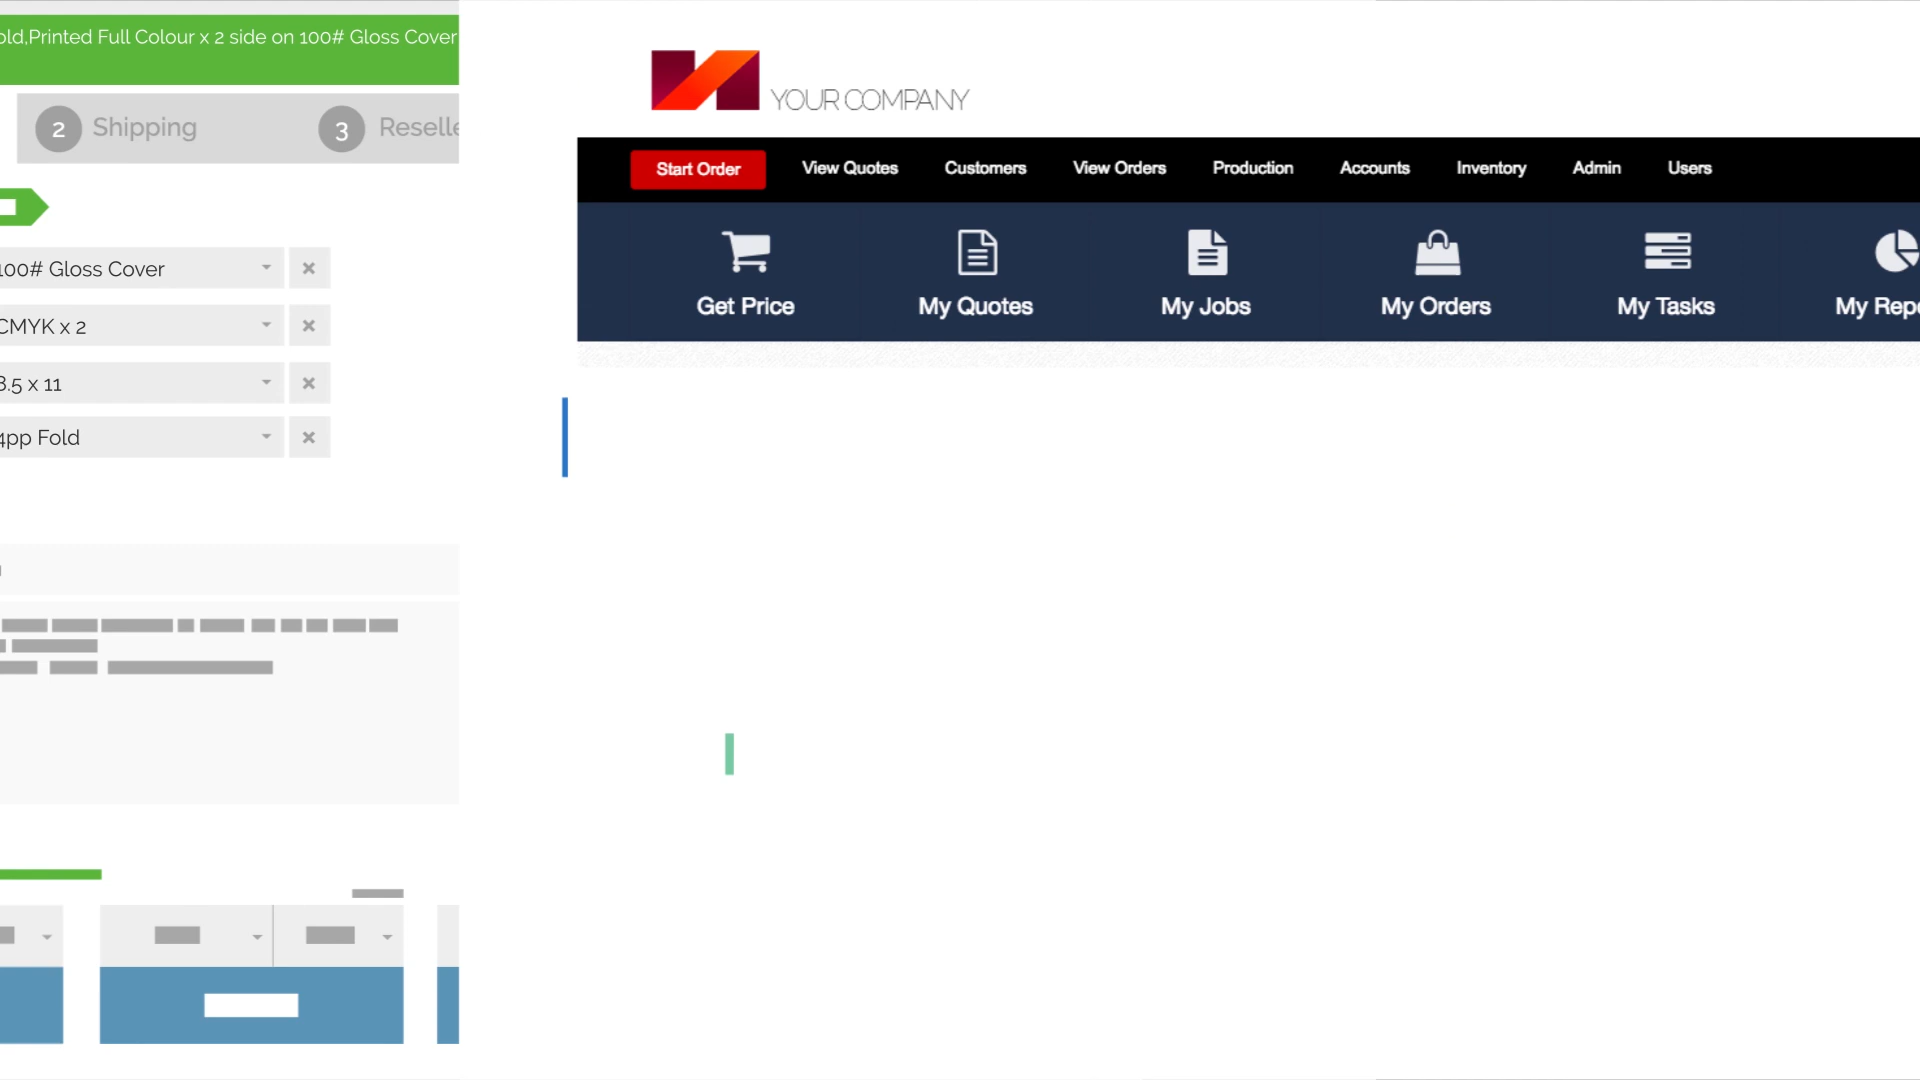 old,Printed Full Colour x 2 side on 100# Gloss Cover
2 Shipping
3 Reselle
100# Gloss Cover
CMYK x 2
8.5 x 11
4pp Fold
YOUR COMPANY
Start Order
View Quotes
Customers
View Orders
Production
Accounts
Inventory
Admin
Users
Get Price
My Quotes
My Jobs
My Orders
My Tasks
My Repo